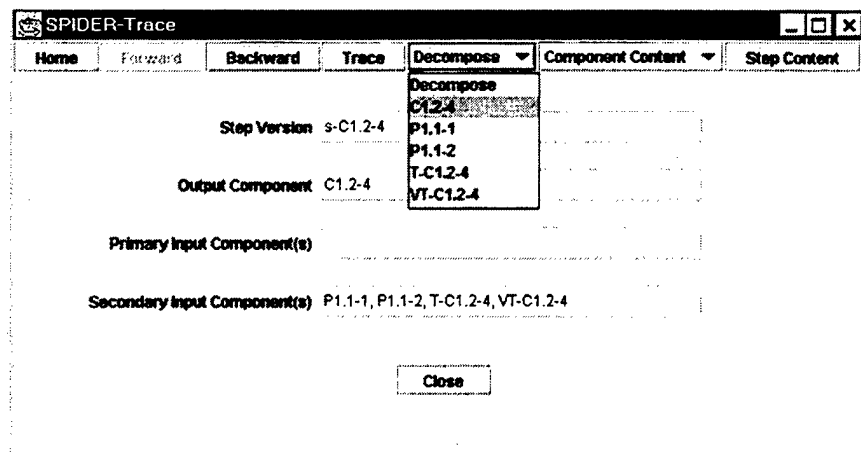 SPIDER-Trace
Home Forward Backward Trace Decompose Component Content Step Content
Decompose
C1.2-4
Step Version s-C1.2-4 P1.1-1
P1.1-2
Output Component C1.2-4 T-C1.2-4
VT-C1.2-4
Primary Input Component(s)
Secondary Input Component(s) P1.1-1, P1.1-2, T-C1.2-4, VT-C1.2-4
Close